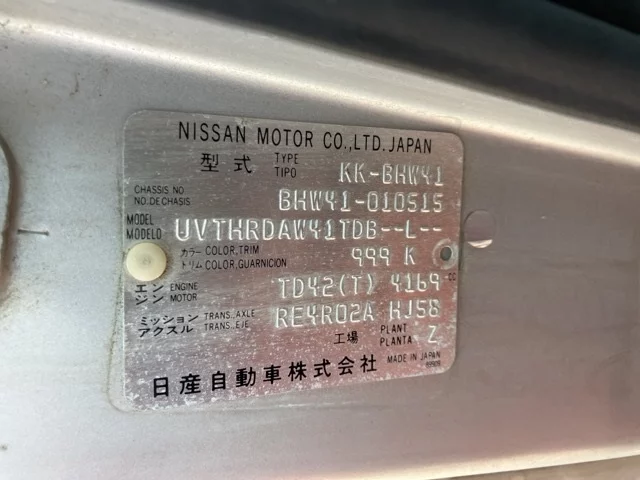 NISSAN MOTOR CO.,LTD. JAPAN
型式 TYPE TIPO KK-BHW41
CHASSIS NO NO.DE CHASIS BHW41-010515
MODEL MODELO UVTHRDAW41TDB--L--
カラー COLOR,TRIM
トリム COLOR,GUARNICION 999 K
エンジン ENGINE MOTOR TD42(T) 4169 cc
ミッション TRANS.,AXLE
アクスル TRANS.,EJE RE4R02A HJ58
工場 PLANT PLANTA Z
日産自動車株式会社 MADE IN JAPAN